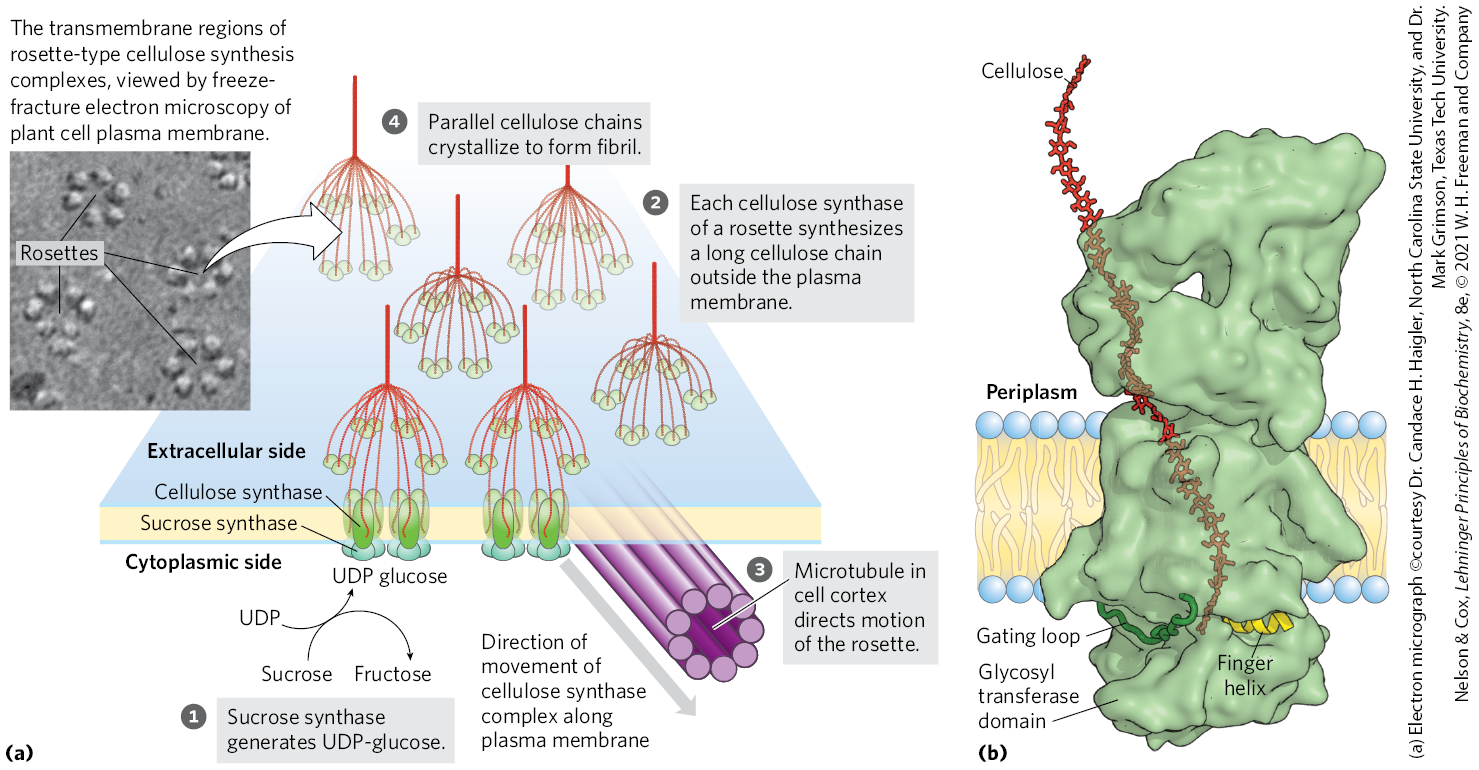 The transmembrane regions of
rosette-type cellulose synthesis
complexes, viewed by freeze-
fracture electron microscopy of
plant cell plasma membrane.
Rosettes
4
Parallel cellulose chains
crystallize to form fibril.
2
Each cellulose synthase
of a rosette synthesizes
a long cellulose chain
outside the plasma
membrane.
Extracellular side
Cellulose synthase
Sucrose synthase
Cytoplasmic side
UDP glucose
UDP
Sucrose
Fructose
1
Sucrose synthase
generates UDP-glucose.
Direction of
movement of
cellulose synthase
complex along
plasma membrane
3
Microtubule in
cell cortex
directs motion
of the rosette.
(a)
Cellulose
Periplasm
Gating loop
Glycosyl
transferase
domain
Finger
helix
(b)
(a) Electron micrograph ©courtesy Dr. Candace H. Haigler, North Carolina State University, and Dr.
Mark Grimson, Texas Tech University.
Nelson & Cox, Lehninger Principles of Biochemistry, 8e, © 2021 W. H. Freeman and Company